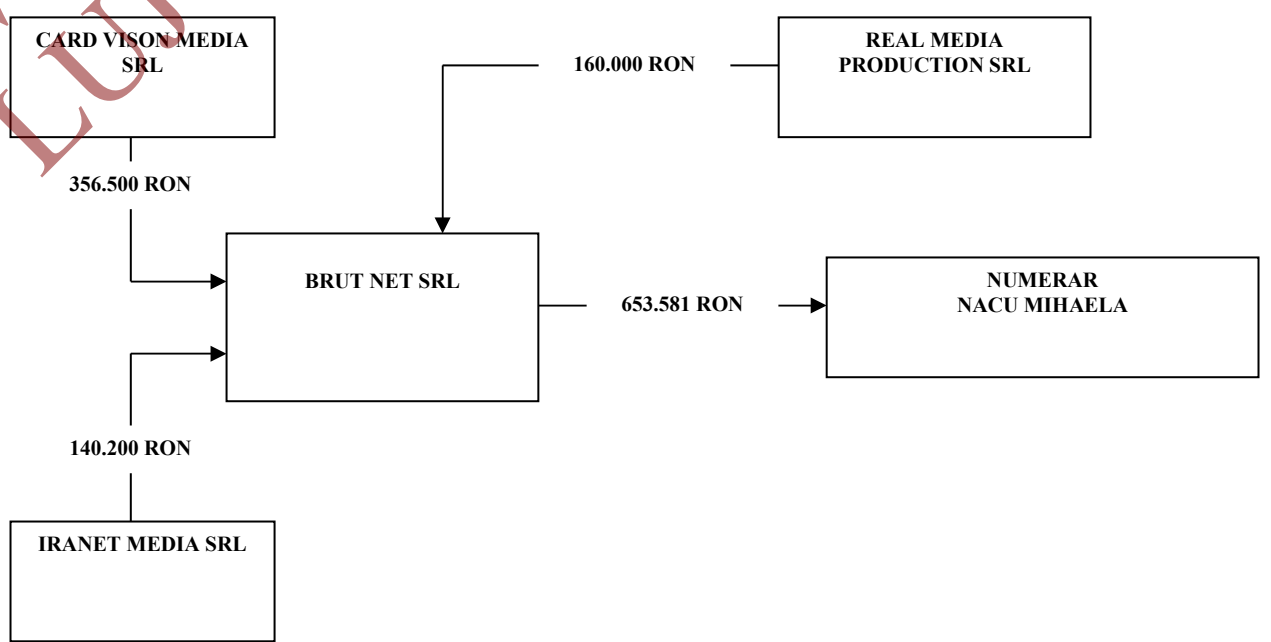 CARD VISON MEDIA
SRL
REAL MEDIA
PRODUCTION SRL
160.000 RON
356.500 RON
BRUT NET SRL
653.581 RON
NUMERAR
NACU MIHAELA
140.200 RON
IRANET MEDIA SRL